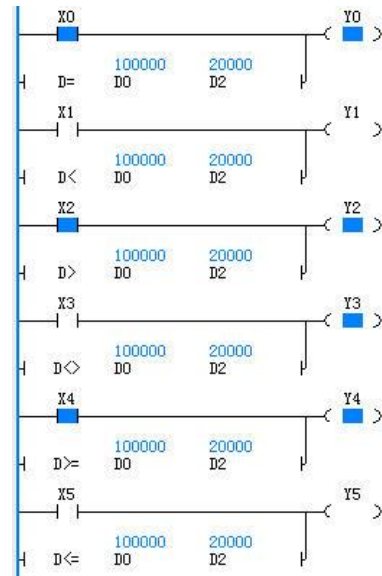 X0 Y0
100000 20000
D= D0 D2
X1 Y1
100000 20000
D< D0 D2
X2 Y2
100000 20000
D> D0 D2
X3 Y3
100000 20000
D<> D0 D2
X4 Y4
100000 20000
D>= D0 D2
X5 Y5
100000 20000
D<= D0 D2